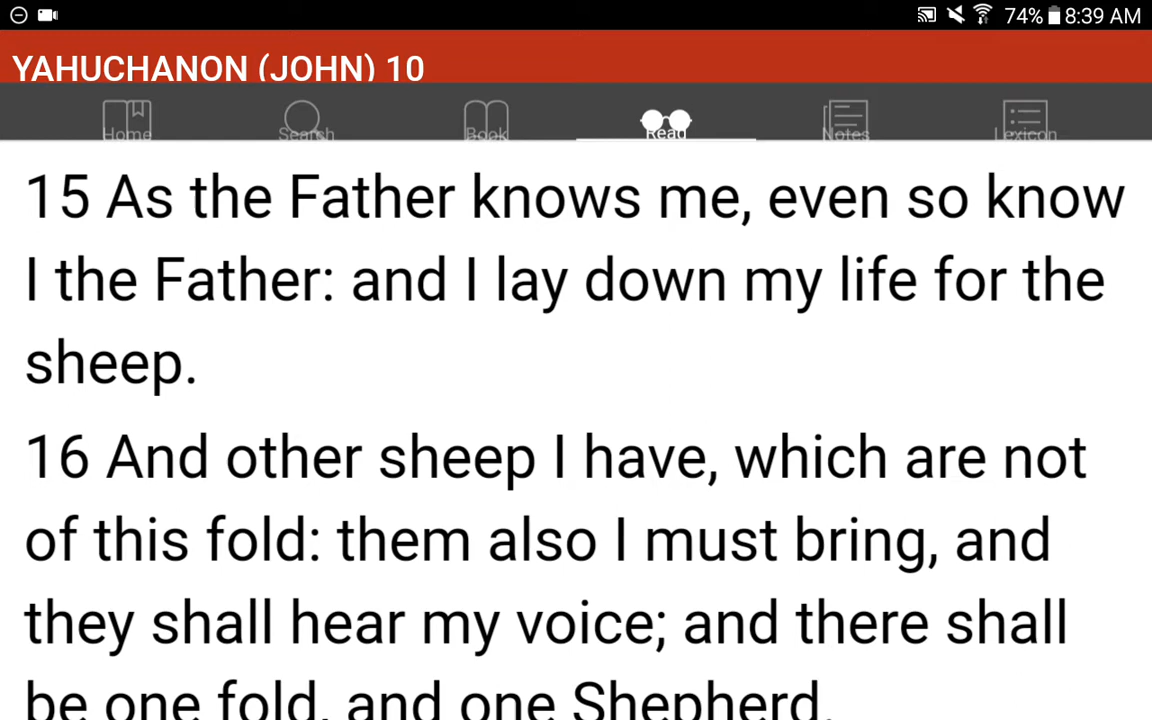 74% 8:39 AM
YAHUCHANON (JOHN) 10
Home Search Book Read Notes Lexicon
15 As the Father knows me, even so know
I the Father: and I lay down my life for the
sheep.
16 And other sheep I have, which are not
of this fold: them also I must bring, and
they shall hear my voice; and there shall
be one fold, and one Shepherd.